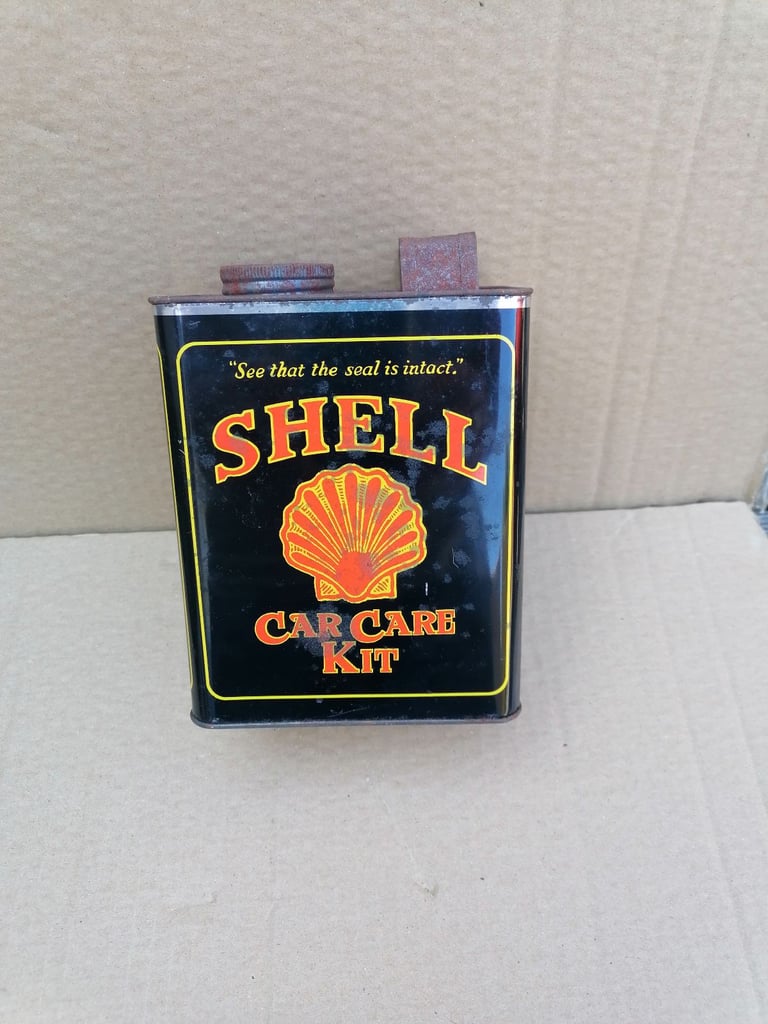 "See that the seal is intact."
SHELL
CAR CARE
KIT